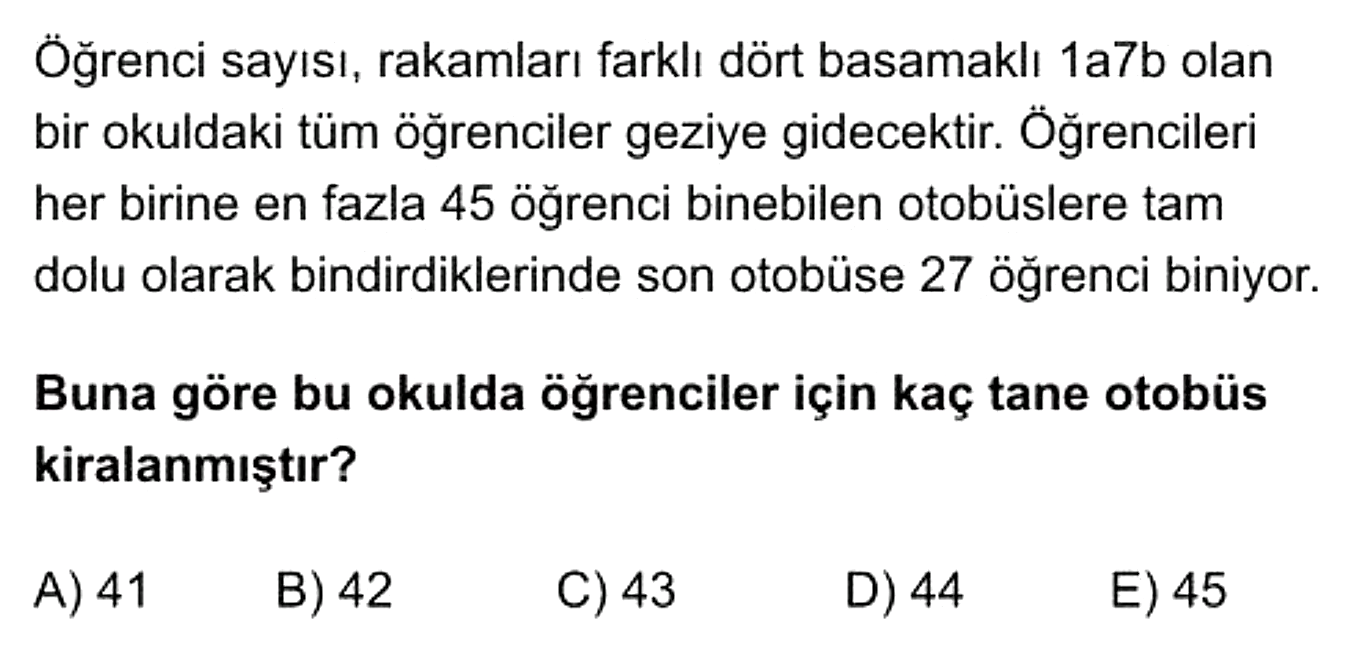 Öğrenci sayısı, rakamları farklı dört basamaklı 1a7b olan
bir okuldaki tüm öğrenciler geziye gidecektir. Öğrencileri
her birine en fazla 45 öğrenci binebilen otobüslere tam
dolu olarak bindirdiklerinde son otobüse 27 öğrenci biniyor.
Buna göre bu okulda öğrenciler için kaç tane otobüs
kiralanmıştır?
A) 41 B) 42 C) 43 D) 44 E) 45